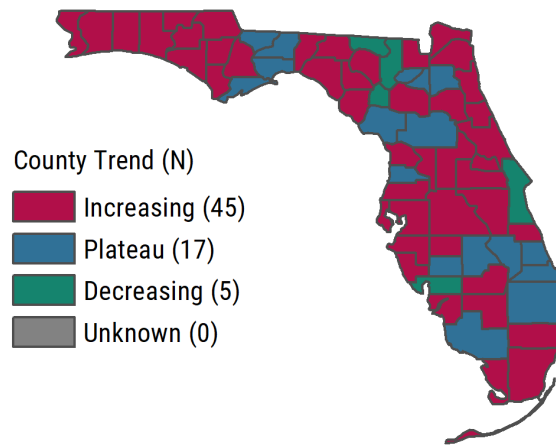 County Trend (N)
Increasing (45)
Plateau (17)
Decreasing (5)
Unknown (0)